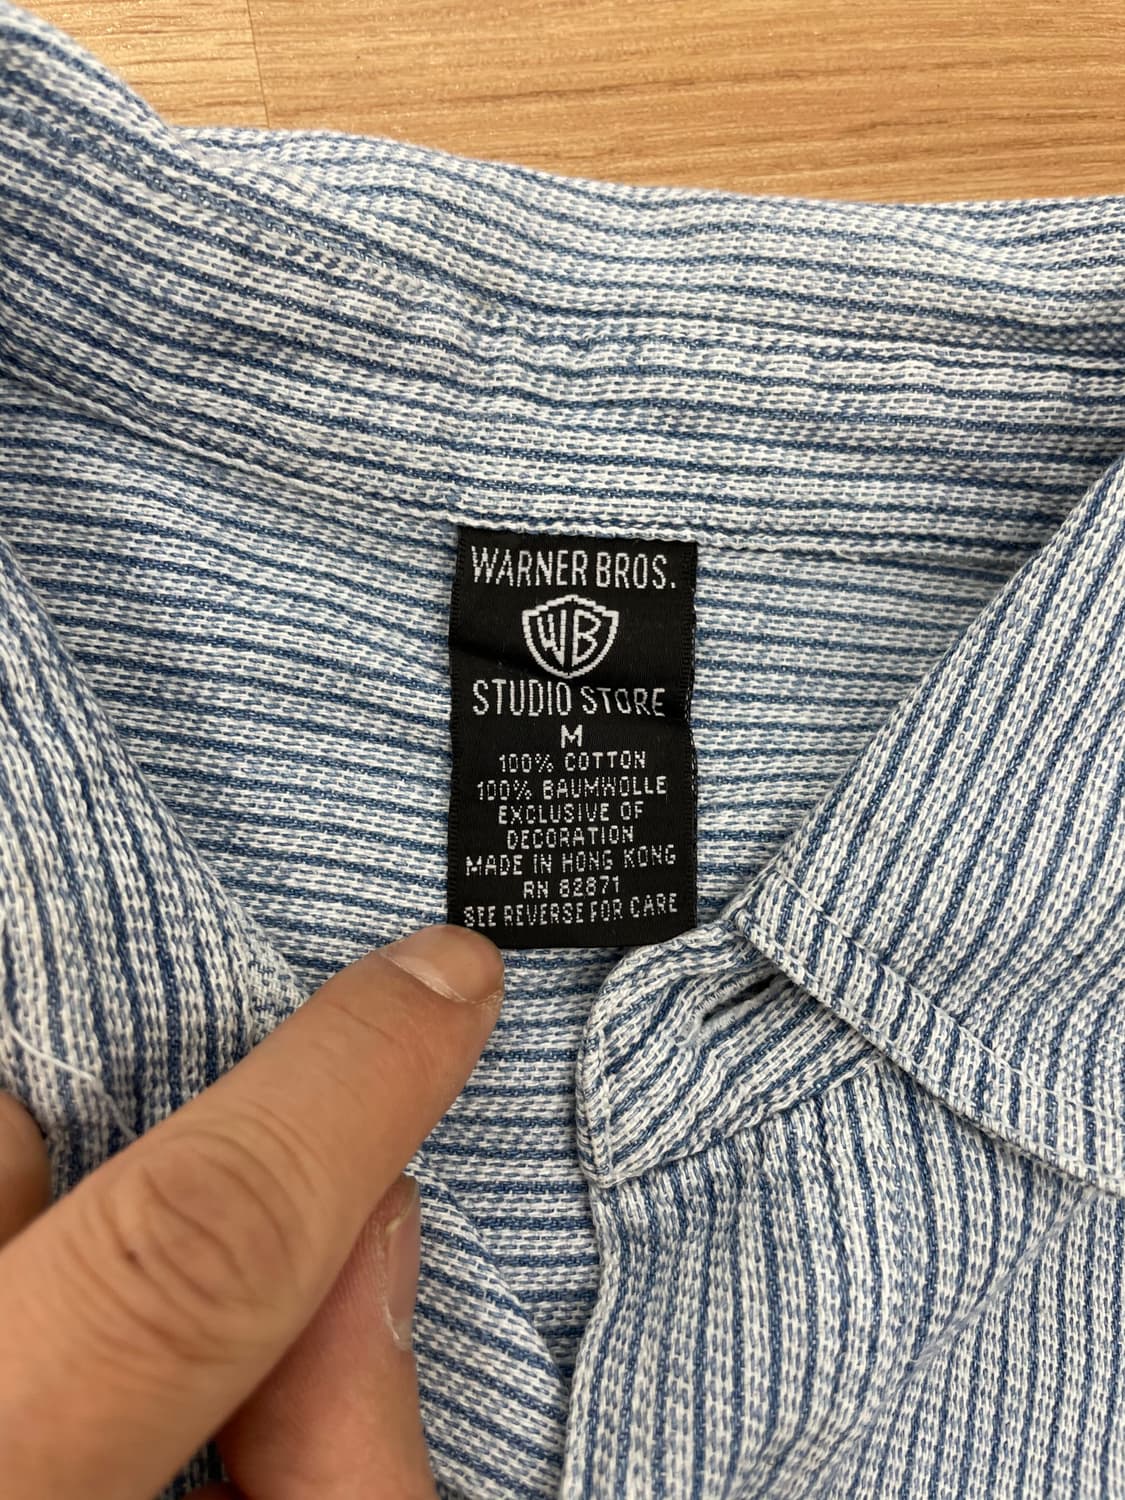 WARNER BROS.
WB
STUDIO STORE
M
100% COTTON
100% BAUMWOLLE
EXCLUSIVE OF
DECORATION
MADE IN HONG KONG
RN 82871
SEE REVERSE FOR CARE